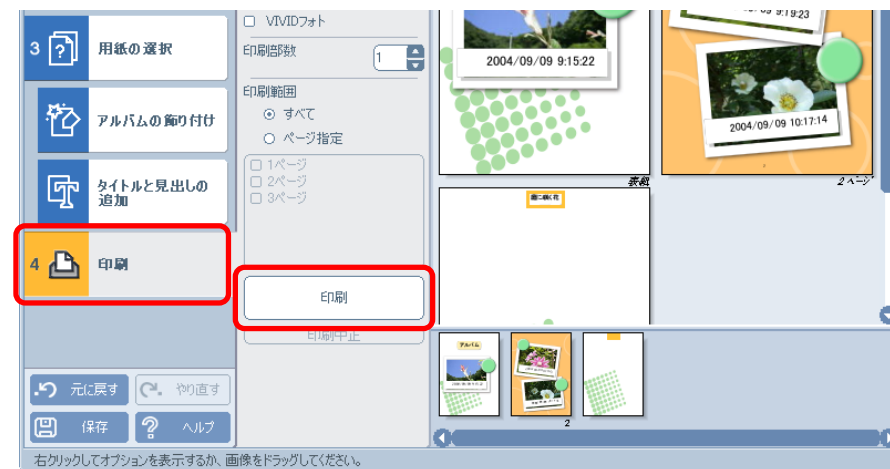 3 用紙の選択
アルバムの飾り付け
タイトルと見出しの
追加
4 印刷
元に戻す
やり直す
保存
ヘルプ
VIVIDフォト
印刷部数
1
印刷範囲
すべて
ページ指定
1ページ
2ページ
3ページ
印刷
印刷中止
2004/09/09 9:15:22
表紙
9:19:23
2004/09/09 10:17:14
2 ページ
アルバム
2
右クリックしてオプションを表示するか、画像をドラッグしてください。